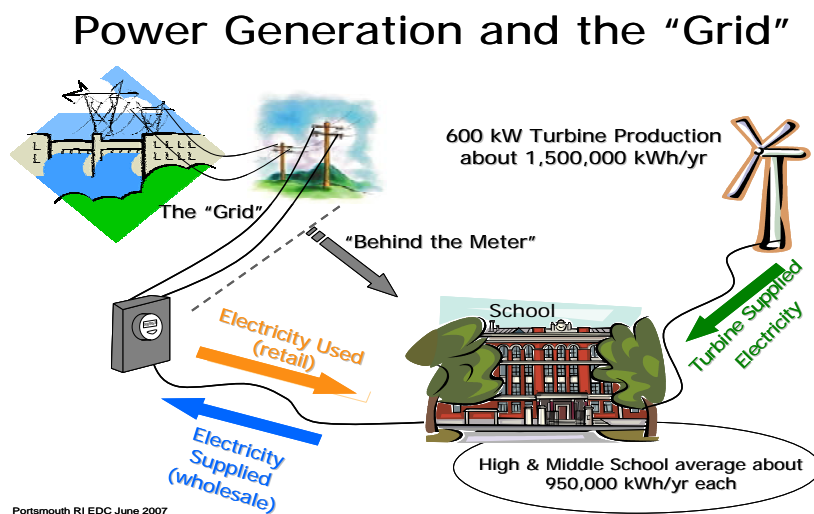 Power Generation and the “Grid”
600 kW Turbine Production
about 1,500,000 kWh/yr
The “Grid”
“Behind the Meter”
School
Turbine Supplied
Electricity
Electricity Used
(retail)
Electricity
Supplied
(wholesale)
High & Middle School average about
950,000 kWh/yr each
Portsmouth RI EDC June 2007